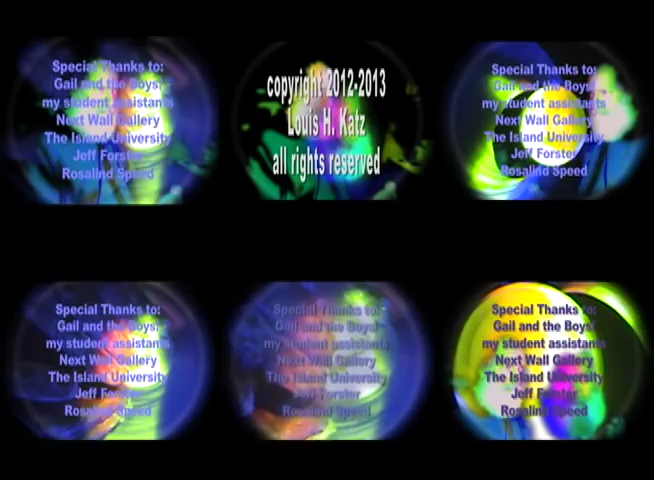 Special Thanks to:
Gail and the Boys!
my student assistants
Next Wall Gallery
The Island University
Jeff Forster
Rosalind Speed
copyright 2012-2013
Louis H. Katz
all rights reserved
Special Thanks to:
Gail and the Boys!
my student assistants
Next Wall Gallery
The Island University
Jeff Forster
Rosalind Speed
Special Thanks to:
Gail and the Boys!
my student assistants
Next Wall Gallery
The Island University
Jeff Forster
Rosalind Speed
Special Thanks to:
Gail and the Boys!
my student assistants
Next Wall Gallery
The Island University
Jeff Forster
Rosalind Speed
Special Thanks to:
Gail and the Boys!
my student assistants
Next Wall Gallery
The Island University
Jeff Forster
Rosalind Speed